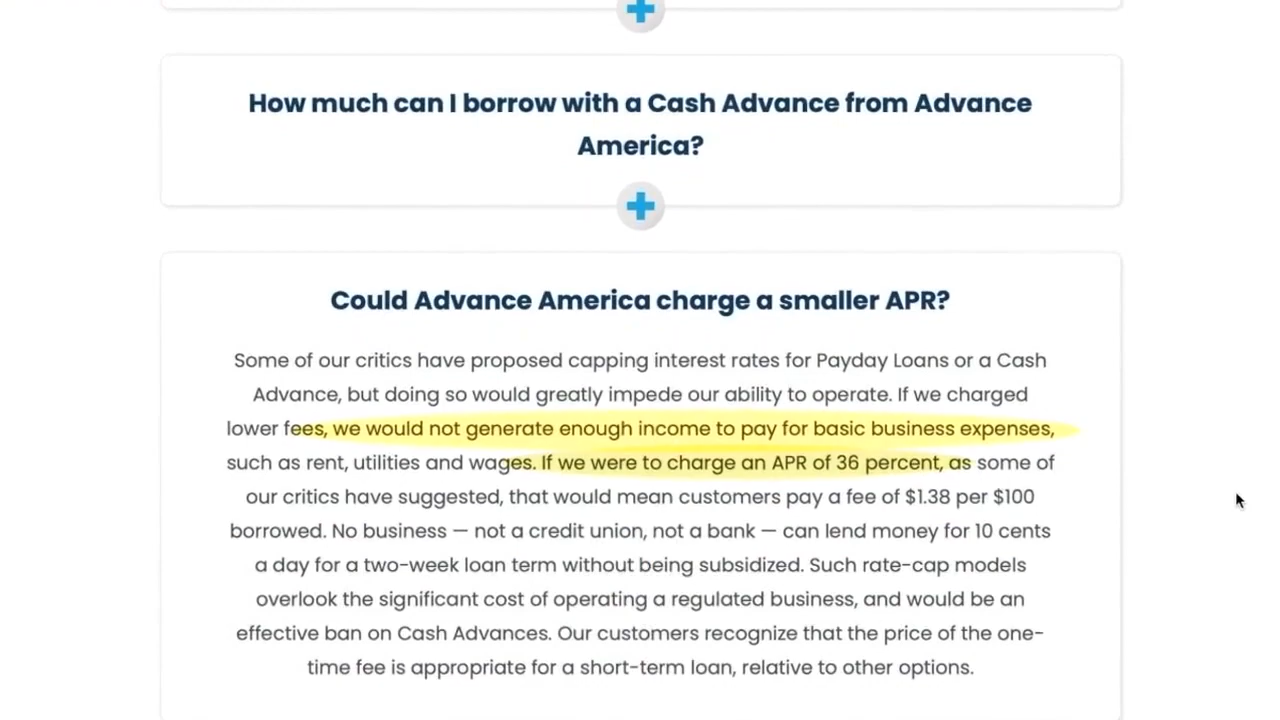 How much can I borrow with a Cash Advance from Advance
America?
Could Advance America charge a smaller APR?
Some of our critics have proposed capping interest rates for Payday Loans or a Cash
Advance, but doing so would greatly impede our ability to operate. If we charged
lower fees, we would not generate enough income to pay for basic business expenses,
such as rent, utilities and wages. If we were to charge an APR of 36 percent, as some of
our critics have suggested, that would mean customers pay a fee of $1.38 per $100
borrowed. No business — not a credit union, not a bank — can lend money for 10 cents
a day for a two-week loan term without being subsidized. Such rate-cap models
overlook the significant cost of operating a regulated business, and would be an
effective ban on Cash Advances. Our customers recognize that the price of the one-
time fee is appropriate for a short-term loan, relative to other options.